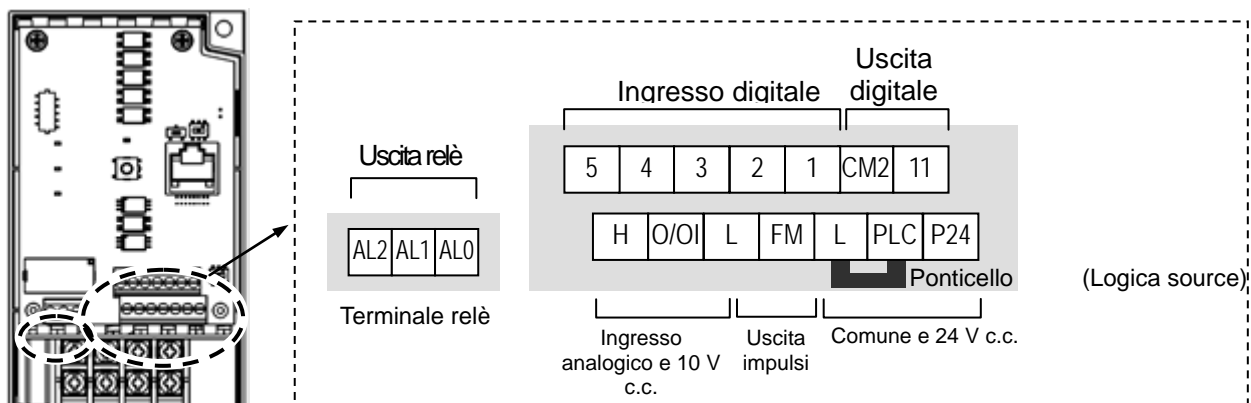 Uscita
digitale
Ingresso digitale
Uscita relè
5 4 3 2 1 CM2 11
AL2 AL1 AL0
H O/OI L FM L PLC P24
Ponticello
(Logica source)
Terminale relè
Ingresso
analogico e 10 V
c.c.
Uscita
impulsi
Comune e 24 V c.c.